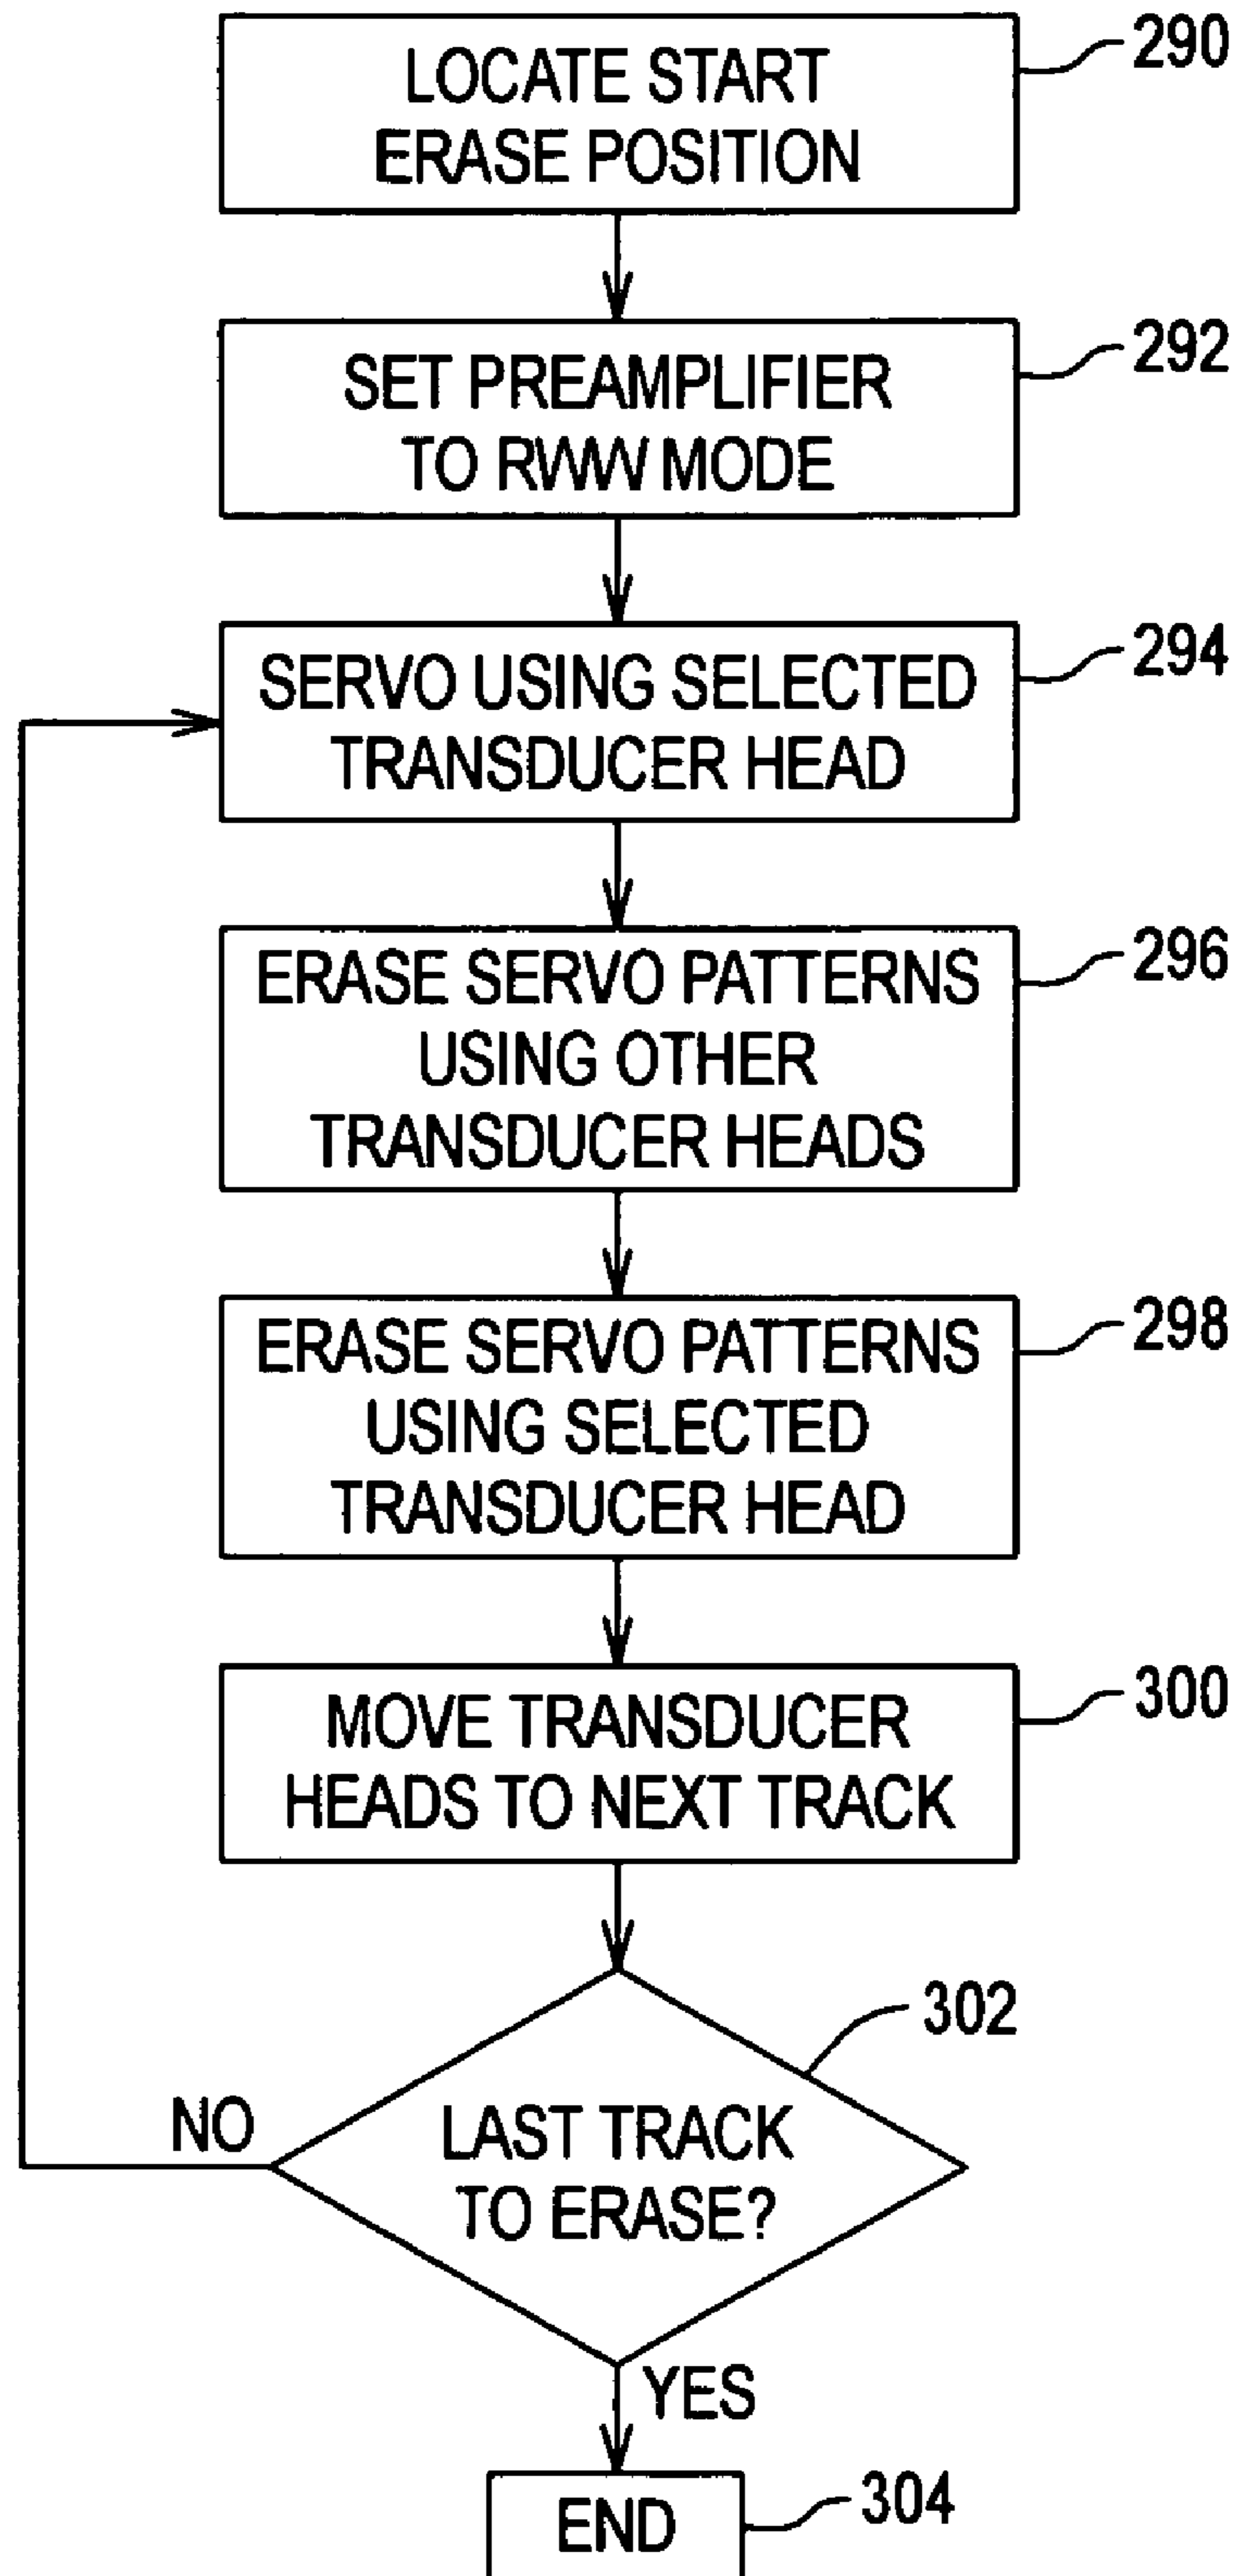 LOCATE START
ERASE POSITION
290
SET PREAMPLIFIER
TO RWW MODE
292
SERVO USING SELECTED
TRANSDUCER HEAD
294
ERASE SERVO PATTERNS
USING OTHER
TRANSDUCER HEADS
296
ERASE SERVO PATTERNS
USING SELECTED
TRANSDUCER HEAD
298
MOVE TRANSDUCER
HEADS TO NEXT TRACK
300
302
LAST TRACK
TO ERASE?
NO
YES
END
304